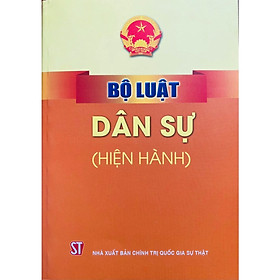 BỘ LUẬT
DÂN SỰ
(HIỆN HÀNH)
ST
NHÀ XUẤT BẢN CHÍNH TRỊ QUỐC GIA SỰ THẬT